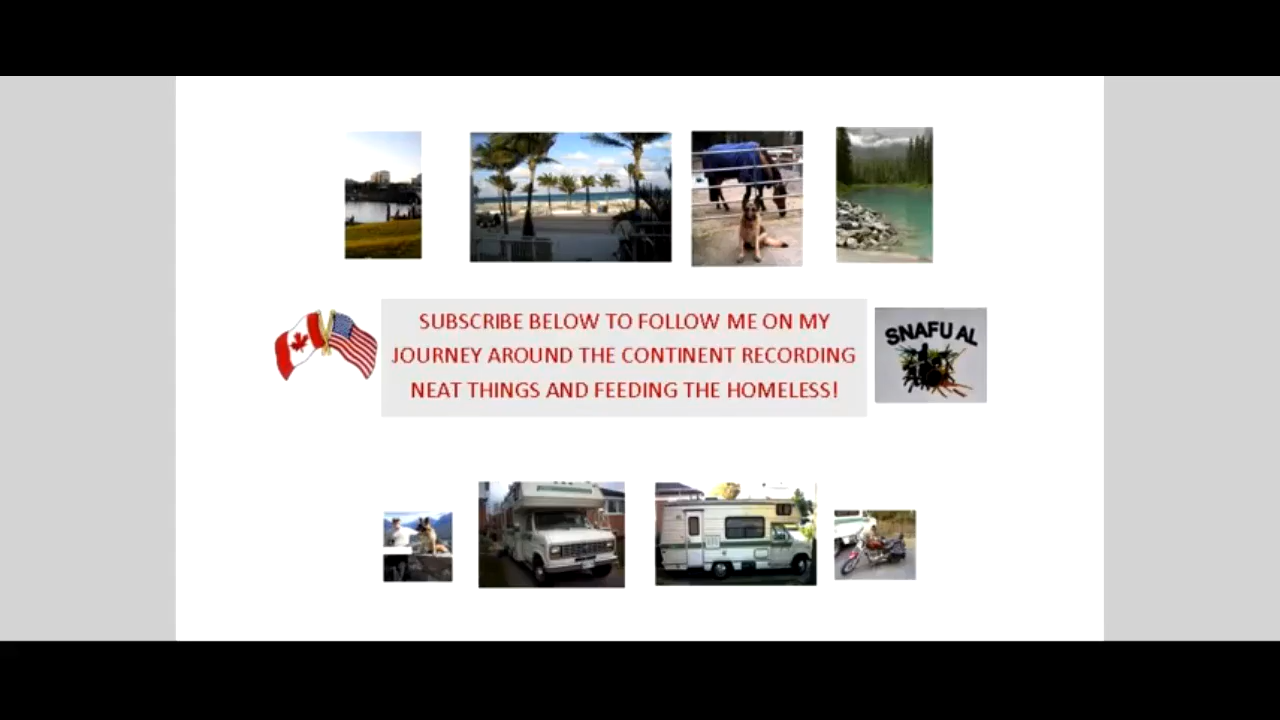 SUBSCRIBE BELOW TO FOLLOW ME ON MY
JOURNEY AROUND THE CONTINENT RECORDING
NEAT THINGS AND FEEDING THE HOMELESS!
SNAFU AL